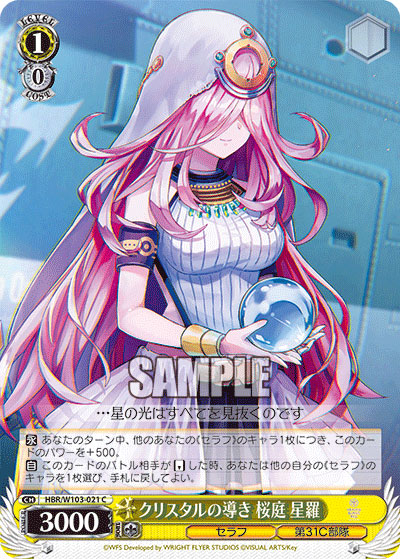 LEVEL
1
0
COST
SAMPLE
…星の光はすべてを見抜くのです
永 あなたのターン中、他のあなたの《セラフ》のキャラ1枚につき、このカードのパワーを+500。
自 このカードのバトル相手が[↓]した時、あなたは他の自分の《セラフ》のキャラを1枚選び、手札に戻してよい。
CH HBR/W103-021 C
クリスタルの導き 桜庭 星羅
3000
セラフ 第31C部隊
POWER
©WFS Developed by WRIGHT FLYER STUDIOS ©VISUAL ARTS/Key